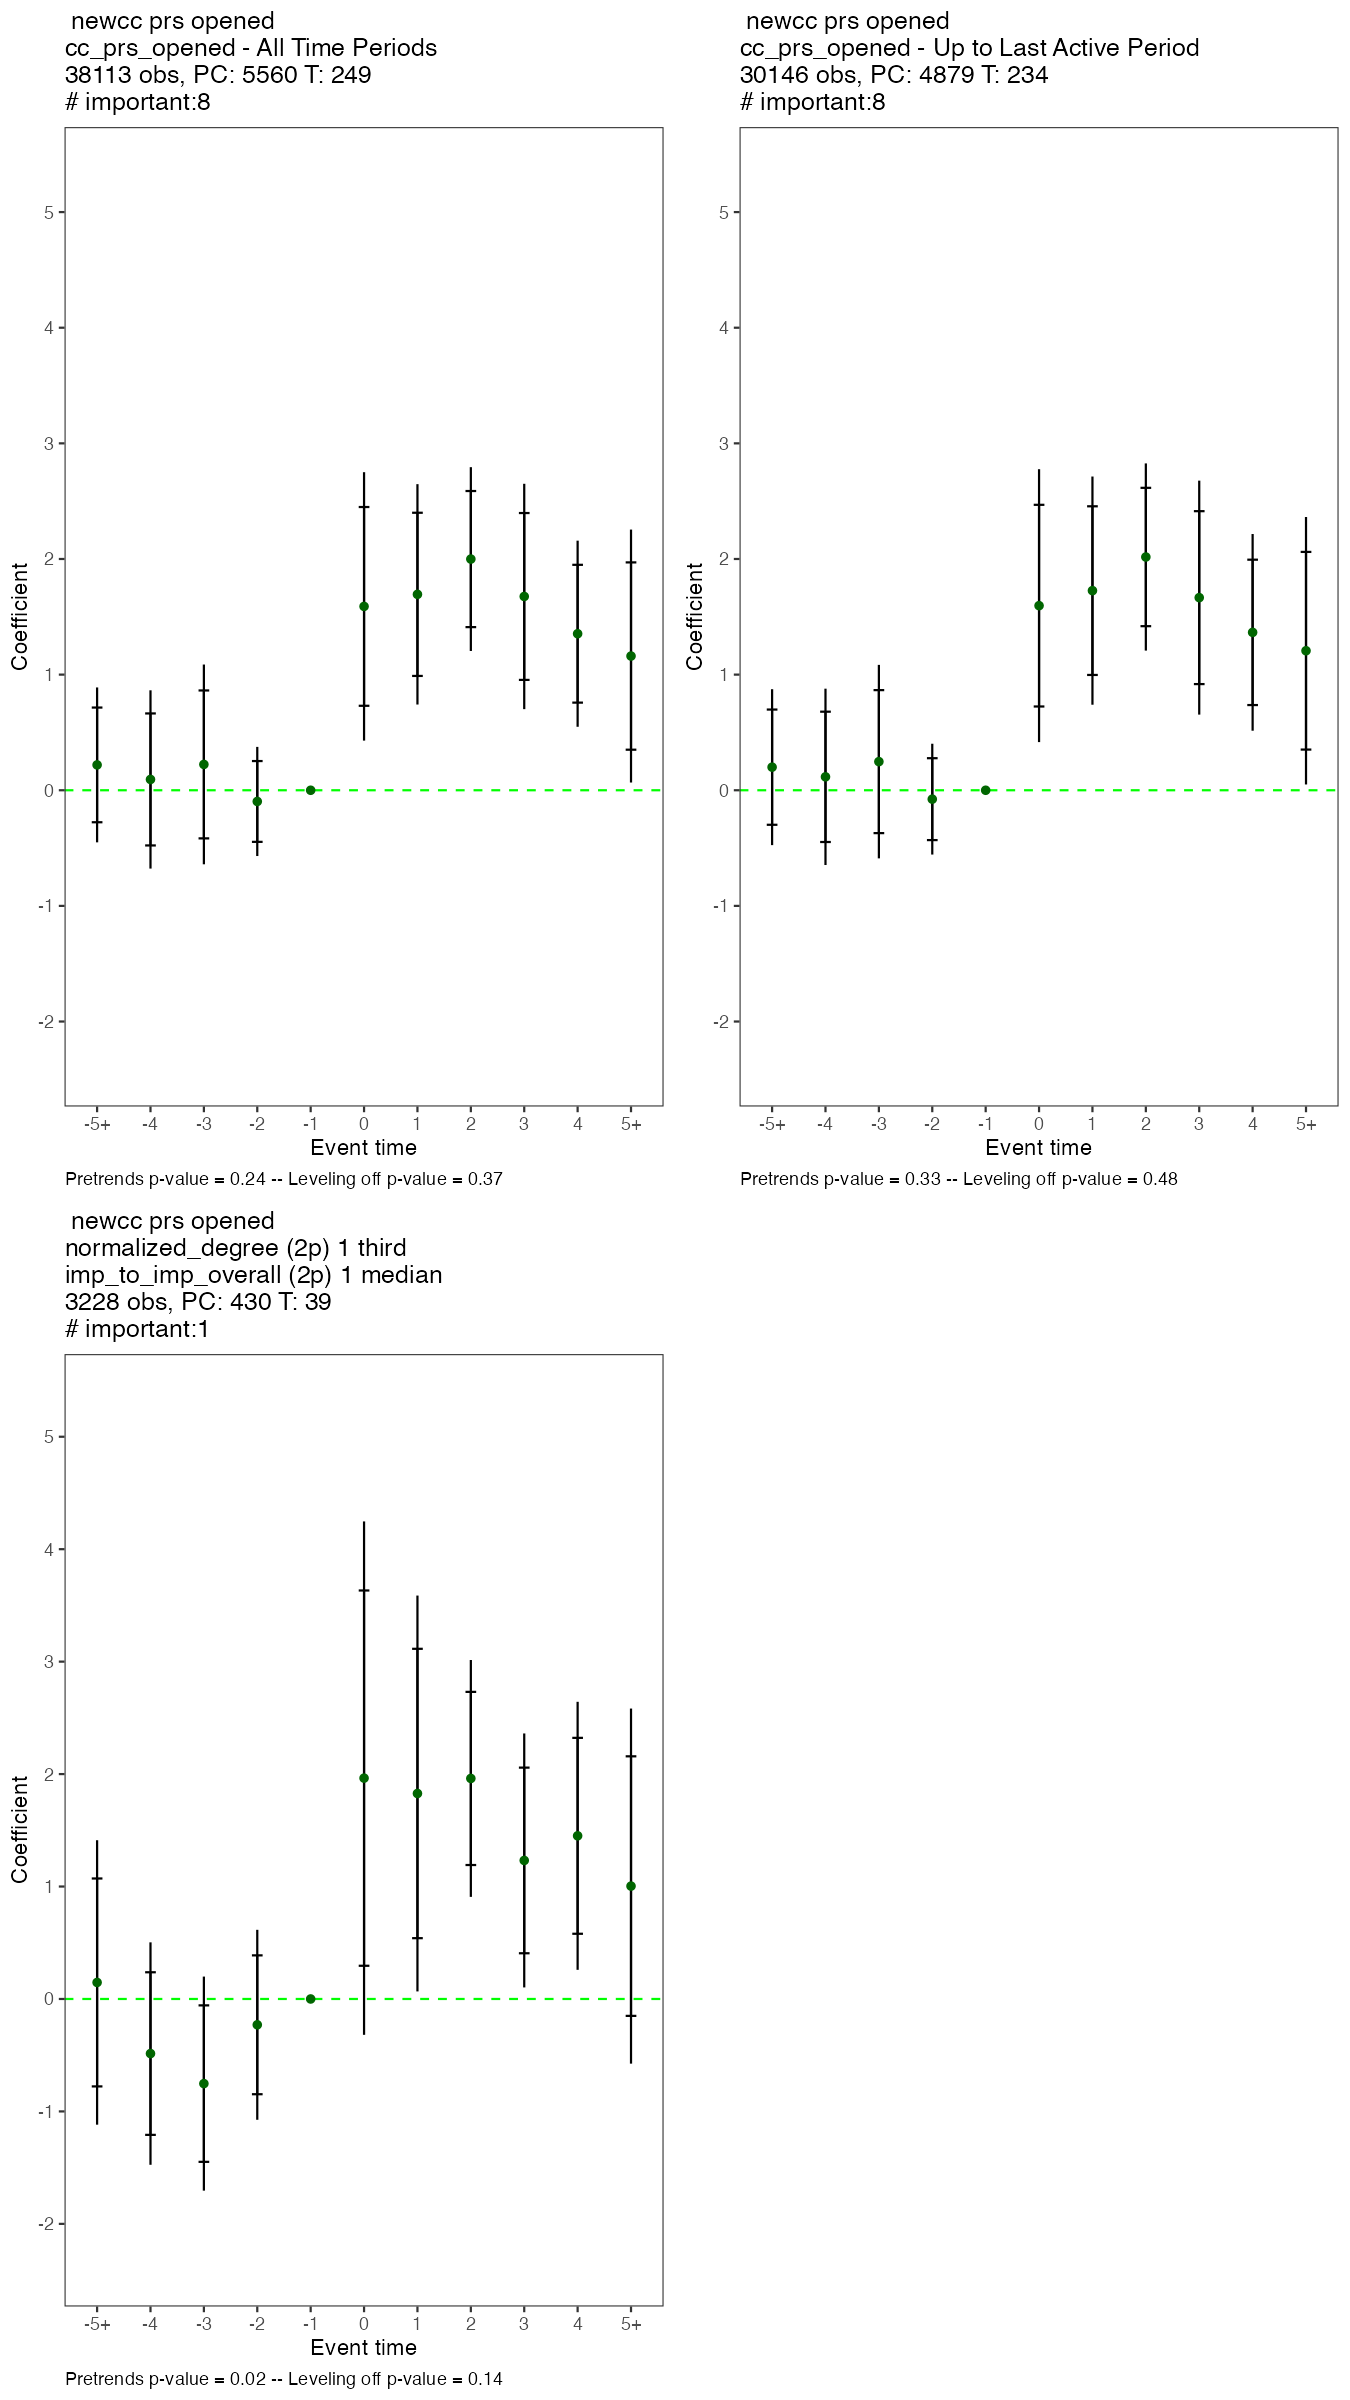 newcc prs opened
cc_prs_opened - All Time Periods
38113 obs, PC: 5560 T: 249
# important:8
5
4
3
2
1
0
-1
-2
Coefficient
-5+ -4 -3 -2 -1 0 1 2 3 4 5+
Event time
Pretrends p-value = 0.24 -- Leveling off p-value = 0.37
newcc prs opened
cc_prs_opened - Up to Last Active Period
30146 obs, PC: 4879 T: 234
# important:8
5
4
3
2
1
0
-1
-2
Coefficient
-5+ -4 -3 -2 -1 0 1 2 3 4 5+
Event time
Pretrends p-value = 0.33 -- Leveling off p-value = 0.48
newcc prs opened
normalized_degree (2p) 1 third
imp_to_imp_overall (2p) 1 median
3228 obs, PC: 430 T: 39
# important:1
5
4
3
2
1
0
-1
-2
Coefficient
-5+ -4 -3 -2 -1 0 1 2 3 4 5+
Event time
Pretrends p-value = 0.02 -- Leveling off p-value = 0.14